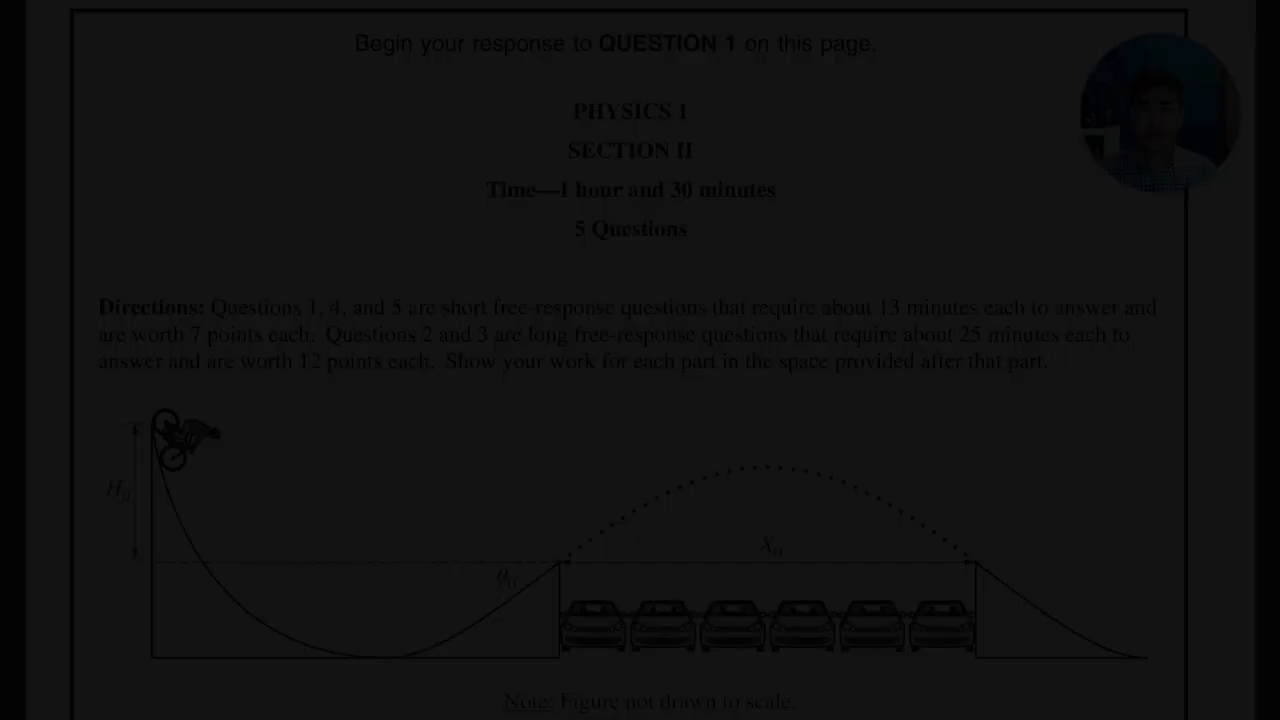 Begin your response to QUESTION 1 on this page.
PHYSICS 1
SECTION II
Time—1 hour and 30 minutes
5 Questions
Directions: Questions 1, 4, and 5 are short free-response questions that require about 13 minutes each to answer and
are worth 7 points each. Questions 2 and 3 are long free-response questions that require about 25 minutes each to
answer and are worth 12 points each. Show your work for each part in the space provided after that part.
H₀
X₀
θ₀
Note: Figure not drawn to scale.